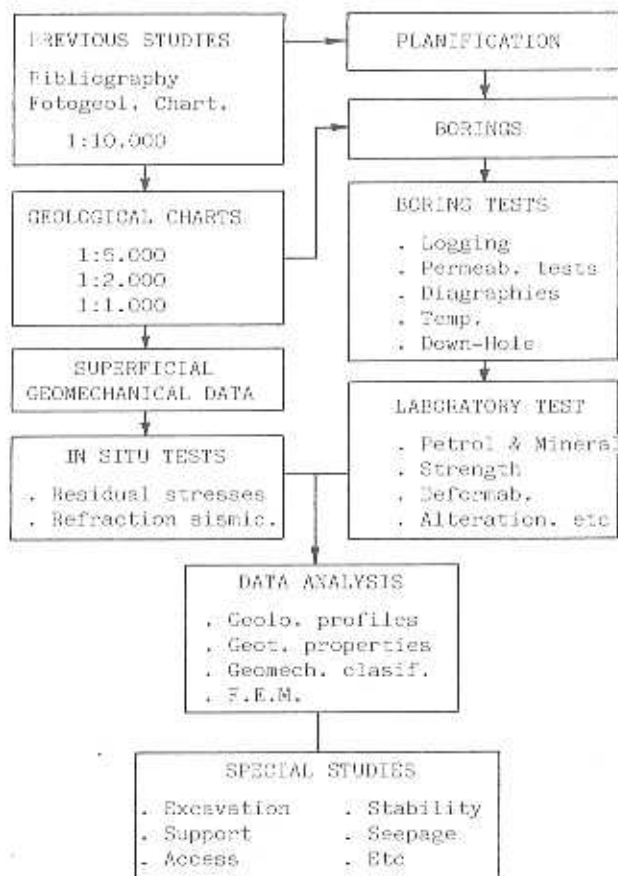 PREVIOUS STUDIES
Bibliography
Fotogeol. Chart.
1:10.000
PLANIFICATION
BORINGS
GEOLOGICAL CHARTS
1:5.000
1:2.000
1:1.000
BORING TESTS
. Logging
. Permeab. tests
. Diagraphies
. Temp.
. Down-Hole
SUPERFICIAL
GEOMECHANICAL DATA
LABORATORY TEST
. Petrol & Mineral
. Strength
. Deformab.
. Alteration. etc
IN SITU TESTS
. Residual stresses
. Refraction sismic.
DATA ANALYSIS
. Geolo. profiles
. Geot. properties
. Geomech. clasif.
. F.E.M.
SPECIAL STUDIES
. Excavation . Stability
. Support . Seepage
. Access . Etc